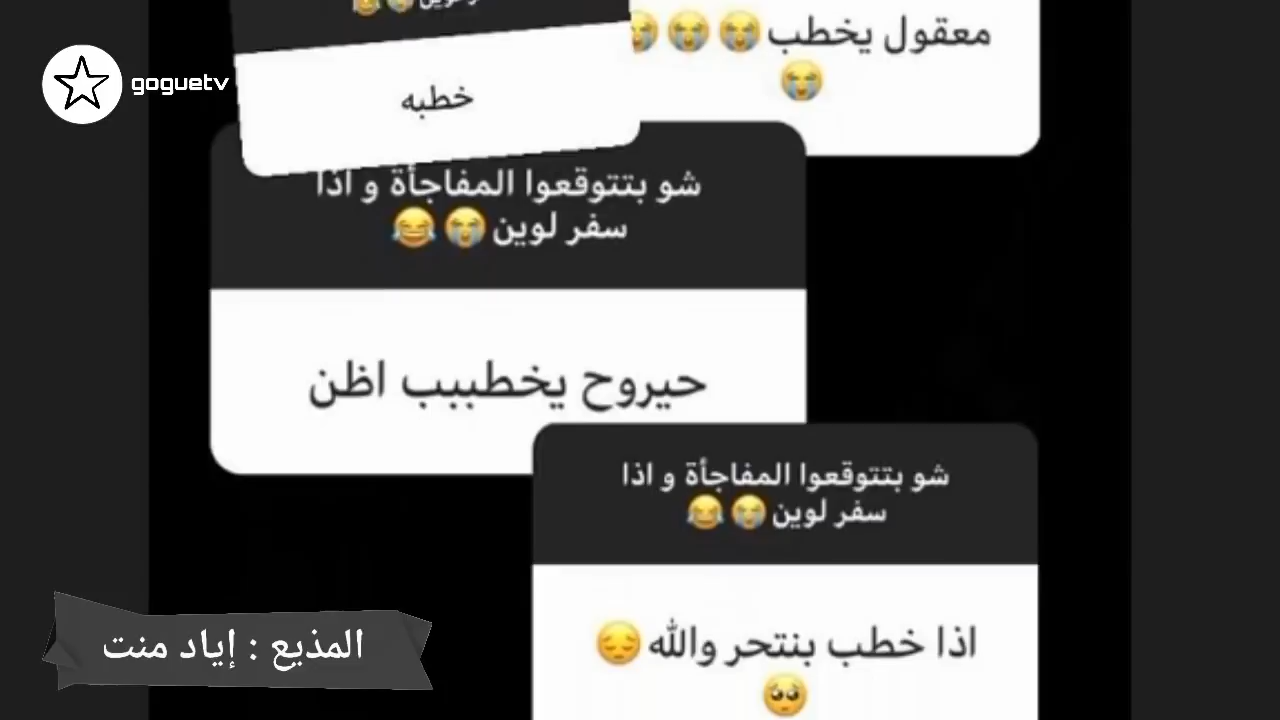 معقول يخطب😭😭😭
😭
goguetv
خطبه
شو بتتوقعوا المفاجأة و اذا
سفر لوين😭😂
حيروح يخطببب اظن
شو بتتوقعوا المفاجأة و اذا
سفر لوين😭😂
اذا خطب بنتحر والله😔
🥺
المذيع : إياد منت